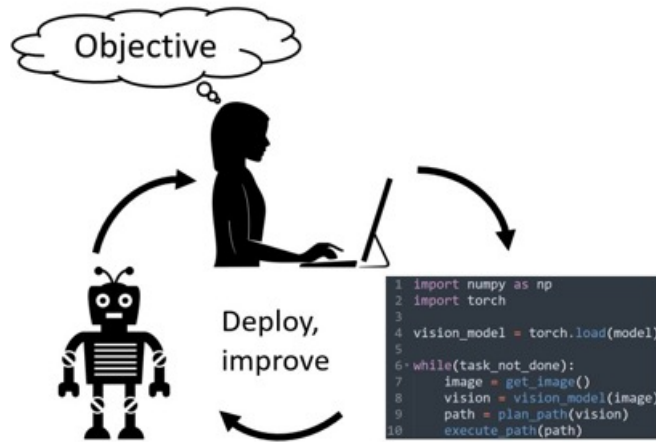 Objective
Deploy,
improve
1 import numpy as np
2 import torch
3
4 vision_model = torch.load(model)
5
6 while(task_not_done):
7     image = get_image()
8     vision = vision_model(image)
9     path = plan_path(vision)
10     execute_path(path)